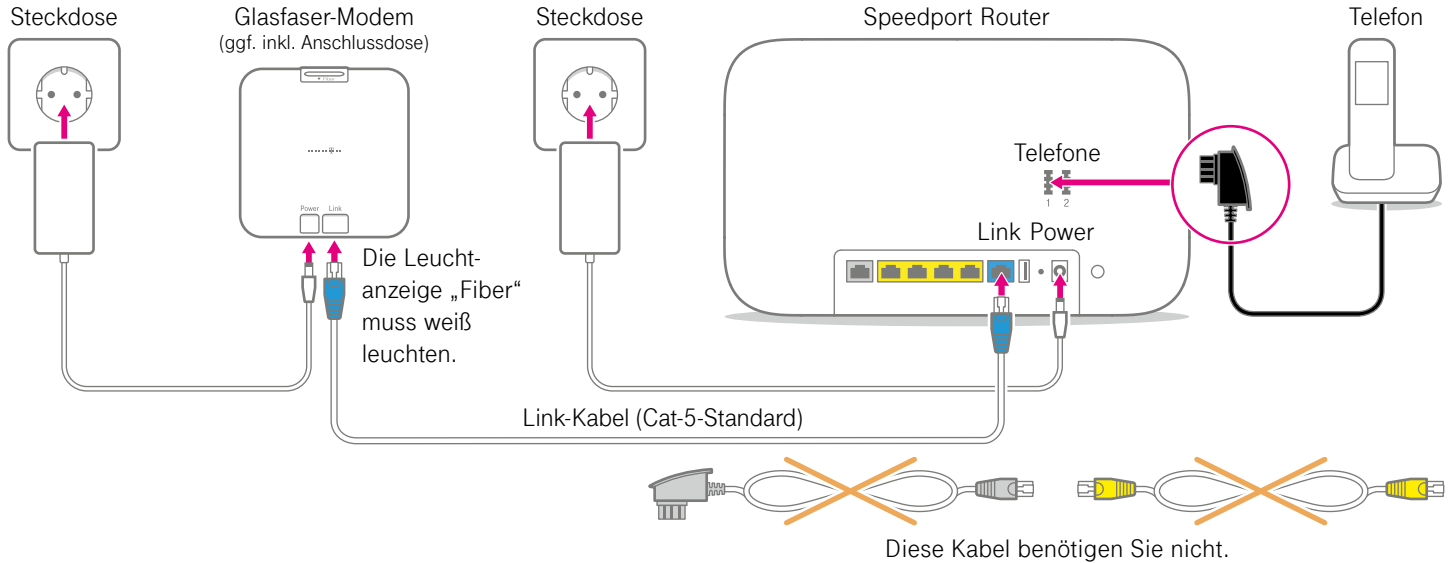 Steckdose
Glasfaser-Modem
(ggf. inkl. Anschlussdose)
Steckdose
Speedport Router
Telefon
Fiber
Telefone
1 2
Power Link
Link Power
Die Leucht-
anzeige „Fiber“
muss weiß
leuchten.
Link-Kabel (Cat-5-Standard)
Diese Kabel benötigen Sie nicht.